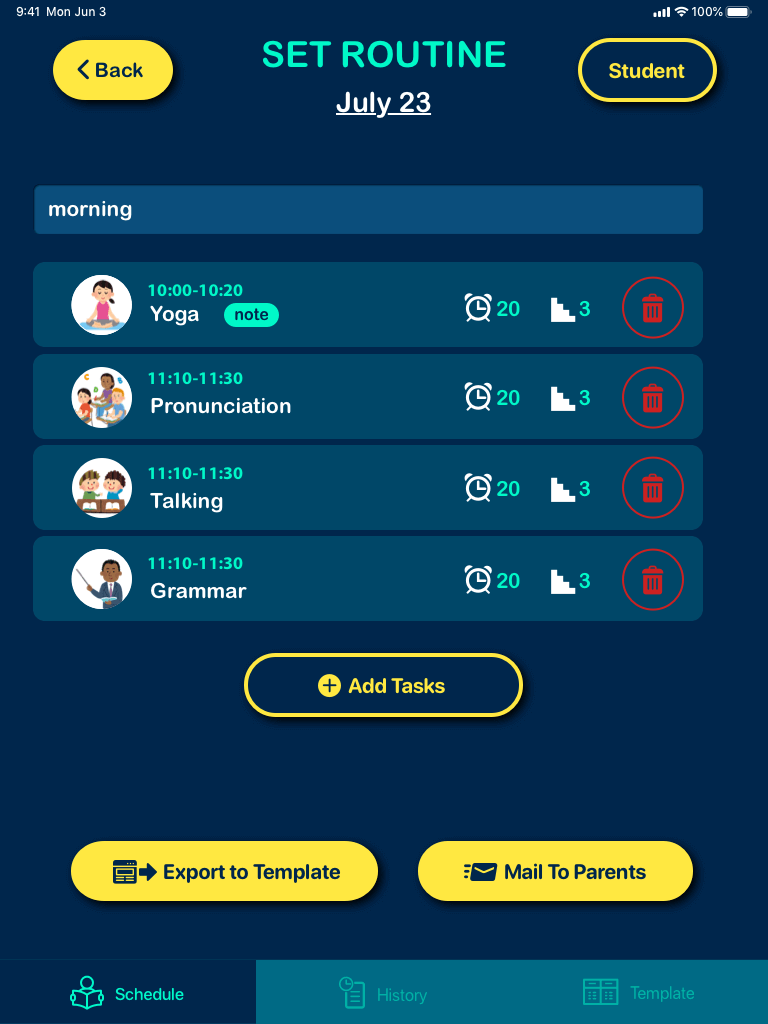 9:41 Mon Jun 3 100%
Back
SET ROUTINE
Student
July 23
morning
10:00-10:20
Yoga note 20 3
11:10-11:30
Pronunciation 20 3
11:10-11:30
Talking 20 3
11:10-11:30
Grammar 20 3
Add Tasks
Export to Template Mail To Parents
Schedule History Template